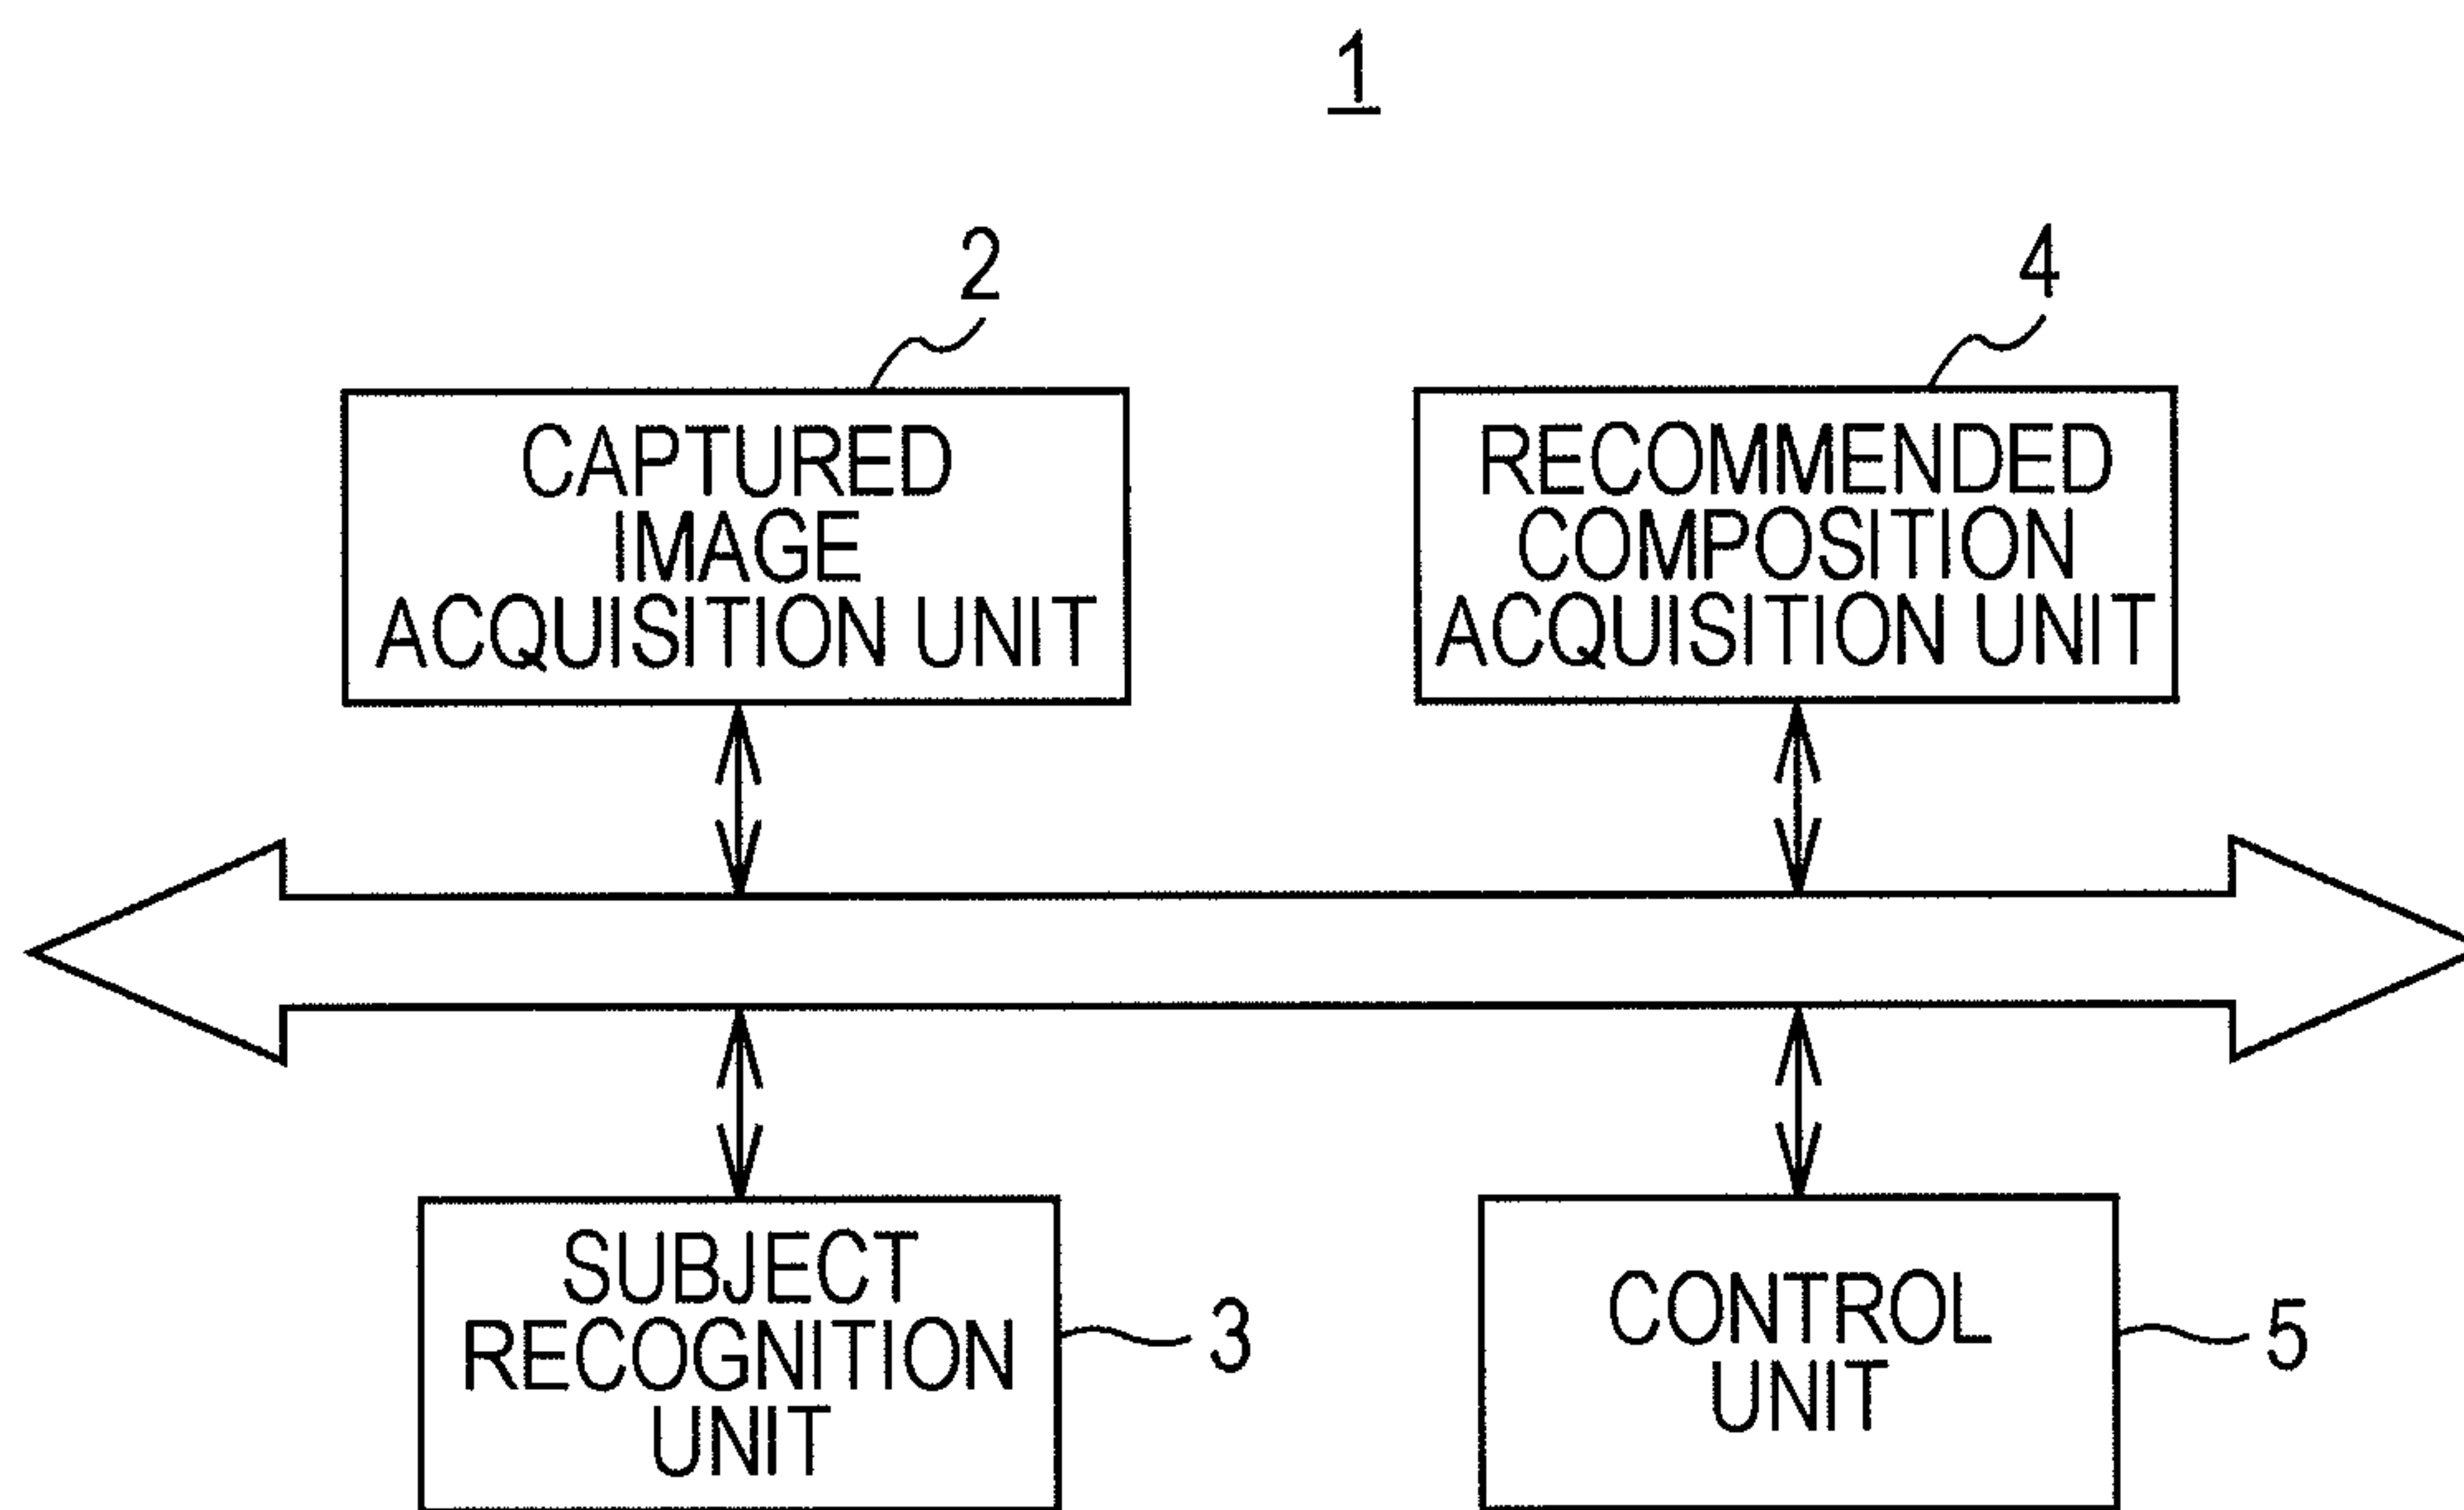 1
2
CAPTURED
IMAGE
ACQUISITION UNIT
4
RECOMMENDED
COMPOSITION
ACQUISITION UNIT
SUBJECT
RECOGNITION
UNIT
3
CONTROL
UNIT
5